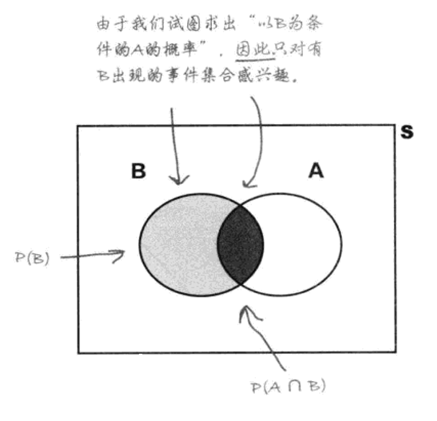 由于我们试图求出“以B为条
件的A的概率”，因此，只对有
B出现的事件集合感兴趣。
S
B
A
P(B)
P(A∩B)